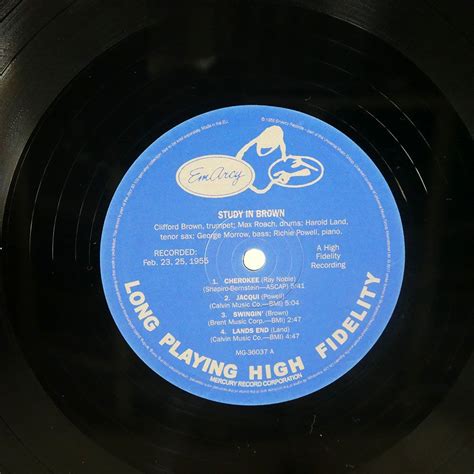 EmArcy
STUDY IN BROWN
Clifford Brown, trumpet; Max Roach, drums; Harold Land,
tenor sax; George Morrow, bass; Richie Powell, piano.
RECORDED:
Feb. 23, 25, 1955
A High
Fidelity
Recording
1. CHEROKEE (Ray Noble)
(Shapiro-Bernstein—ASCAP) 5:41
2. JACQUI (Powell)
(Calvin Music Co.—BMI) 5:04
3. SWINGIN' (Brown)
(Brent Music Corp.—BMI) 2:47
4. LANDS END (Land)
(Calvin Music Co.—BMI) 4:47
MG-36037 A
LONG PLAYING HIGH FIDELITY
MERCURY RECORD CORPORATION